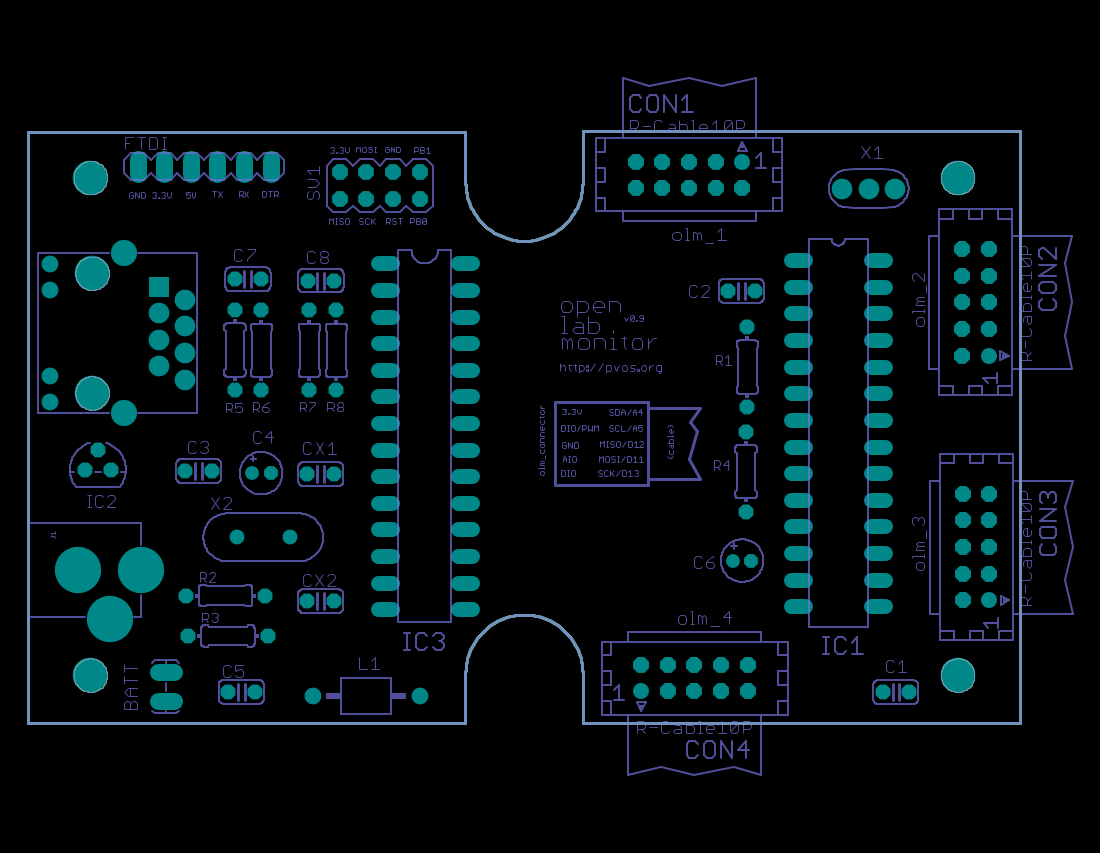 CON1
R-Cable10P
1
olm_1
FTDI
GND 3.3V 5V TX RX DTR
SV1
3.3V MOSI GND PB1
MISO SCK RST PB0
X1
CON2
R-Cable10P
olm_2
1
C7
C8
C2
open
lab.
v0.9
monitor
http://pvos.org
R1
R5 R6
R7 R8
olm_connector
3.3V SDA/A4
DIO/PWM SCL/A5
GND MISO/D12
AIO MOSI/D11
DIO SCK/D13
(cable)
C3
C4
+
CX1
IC2
R4
X2
J1
CON3
R-Cable10P
olm_3
1
C6
+
R2
CX2
R3
IC3
IC1
olm_4
BATT
C5
L1
C1
1
R-Cable10P
CON4